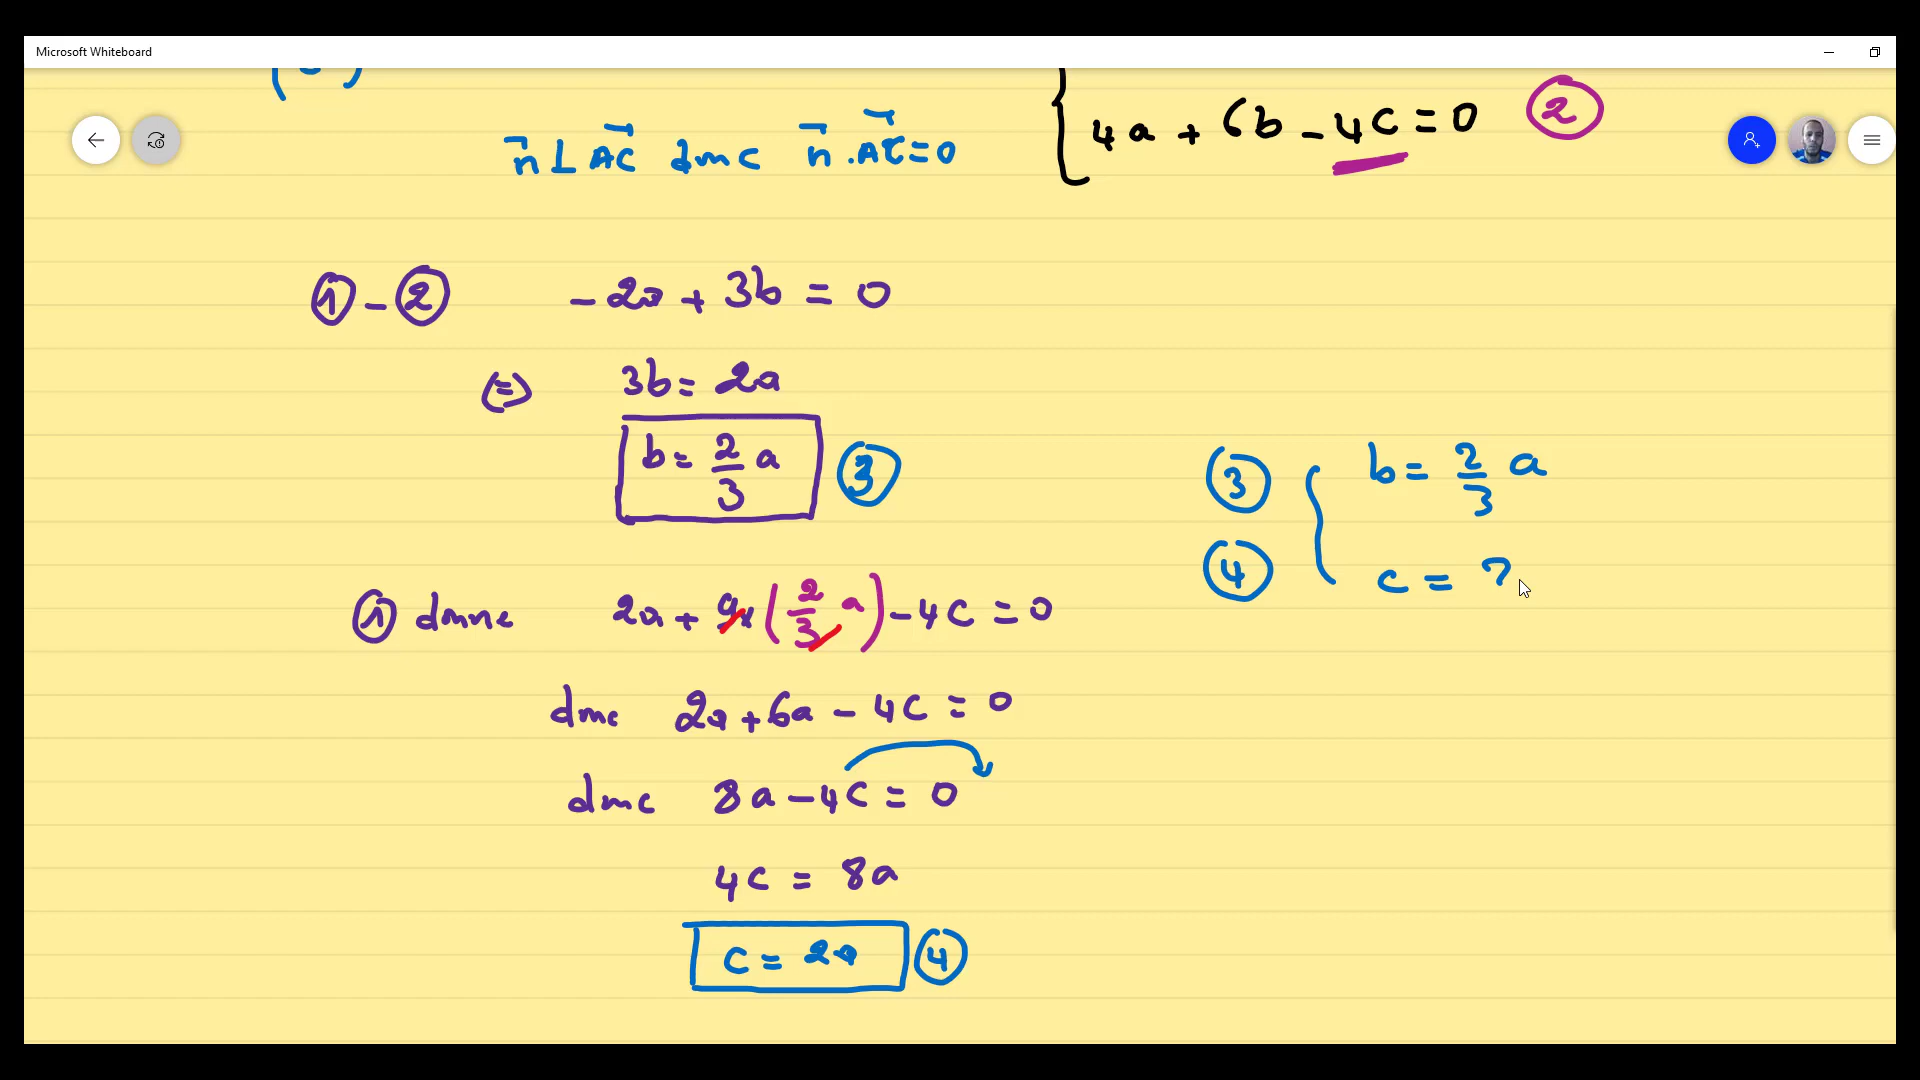 Microsoft Whiteboard
4a + 6b - 4c = 0 ②
n⃗ ⊥ AC⃗ donc n⃗ . AC⃗ = 0
① - ② -2a + 3b = 0
⇔ 3b = 2a
b = 2/3 a ③
③ { b = 2/3 a
④ c = 2
① donne 2a + 9x(2/3 a) - 4c = 0
donc 2a + 6a - 4c = 0
donc 8a - 4c = 0
4c = 8a
c = 2a ④